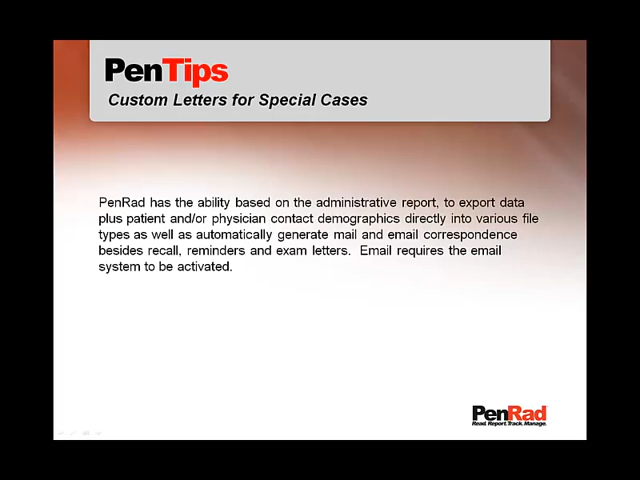 PenTips
Custom Letters for Special Cases
PenRad has the ability based on the administrative report, to export data
plus patient and/or physician contact demographics directly into various file
types as well as automatically generate mail and email correspondence
besides recall, reminders and exam letters.  Email requires the email
system to be activated.
PenRad
Read. Report. Track. Manage.